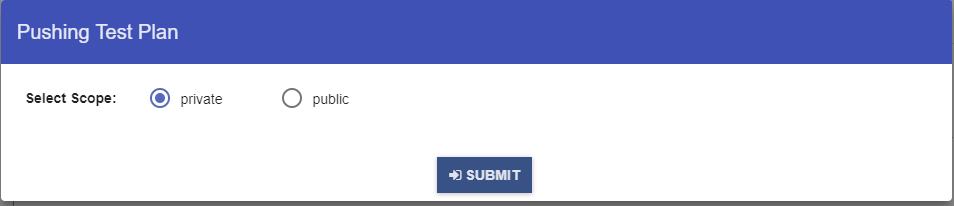 Pushing Test Plan
Select Scope: private public
SUBMIT